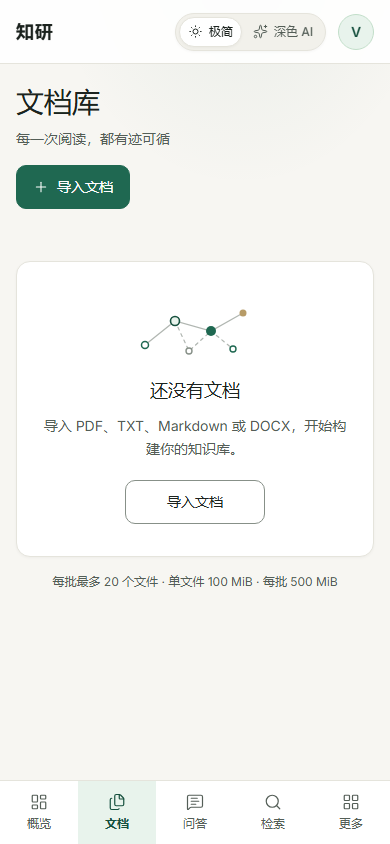 知研
极简
深色 AI
V
文档库
每一次阅读，都有迹可循
导入文档
还没有文档
导入 PDF、TXT、Markdown 或 DOCX，开始构
建你的知识库。
导入文档
每批最多 20 个文件 · 单文件 100 MiB · 每批 500 MiB
概览
文档
问答
检索
更多